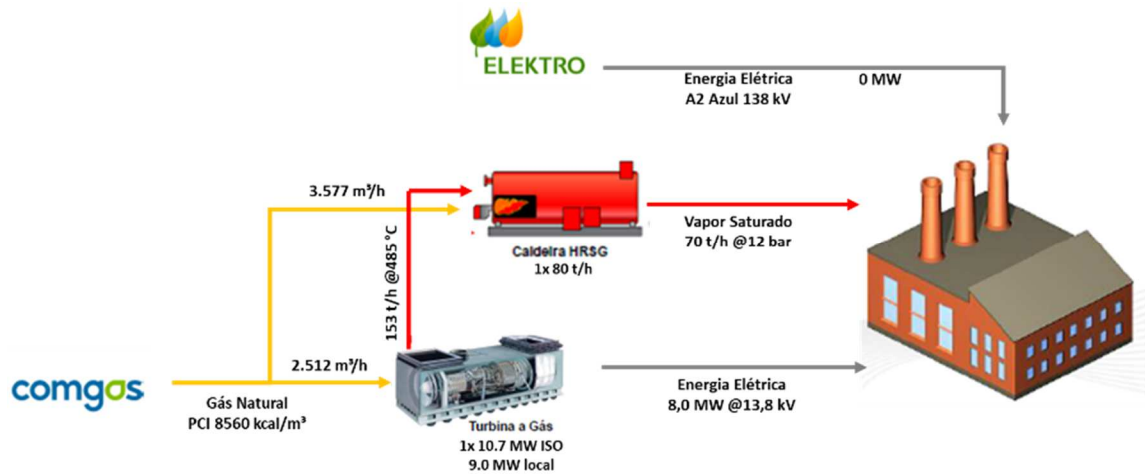 ELEKTRO
Energia Elétrica
A2 Azul 138 kV
0 MW
3.577 m³/h
153 t/h @485 °C
Caldeira HRSG
1x 80 t/h
Vapor Saturado
70 t/h @12 bar
comgas
2.512 m³/h
Gás Natural
PCI 8560 kcal/m³
Turbina a Gás
1x 10.7 MW ISO
9.0 MW local
Energia Elétrica
8,0 MW @13,8 kV